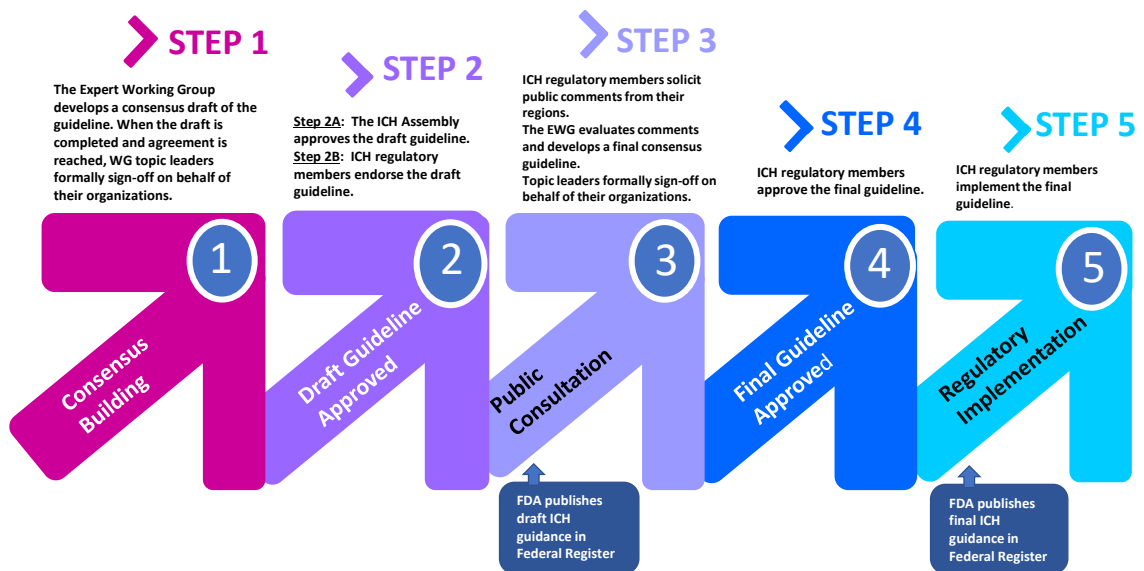 STEP 1
The Expert Working Group
develops a consensus draft of the
guideline. When the draft is
completed and agreement is
reached, WG topic leaders
formally sign-off on behalf of
their organizations.
1
Consensus
Building
STEP 2
Step 2A: The ICH Assembly
approves the draft guideline.
Step 2B: ICH regulatory
members endorse the draft
guideline.
2
Draft Guideline
Approved
STEP 3
ICH regulatory members solicit
public comments from their
regions.
The EWG evaluates comments
and develops a final consensus
guideline.
Topic leaders formally sign-off on
behalf of their organizations.
3
Public
Consultation
FDA publishes
draft ICH
guidance in
Federal Register
STEP 4
ICH regulatory members
approve the final guideline.
4
Final Guideline
Approved
STEP 5
ICH regulatory members
implement the final
guideline.
5
Regulatory
Implementation
FDA publishes
final ICH
guidance in
Federal Register